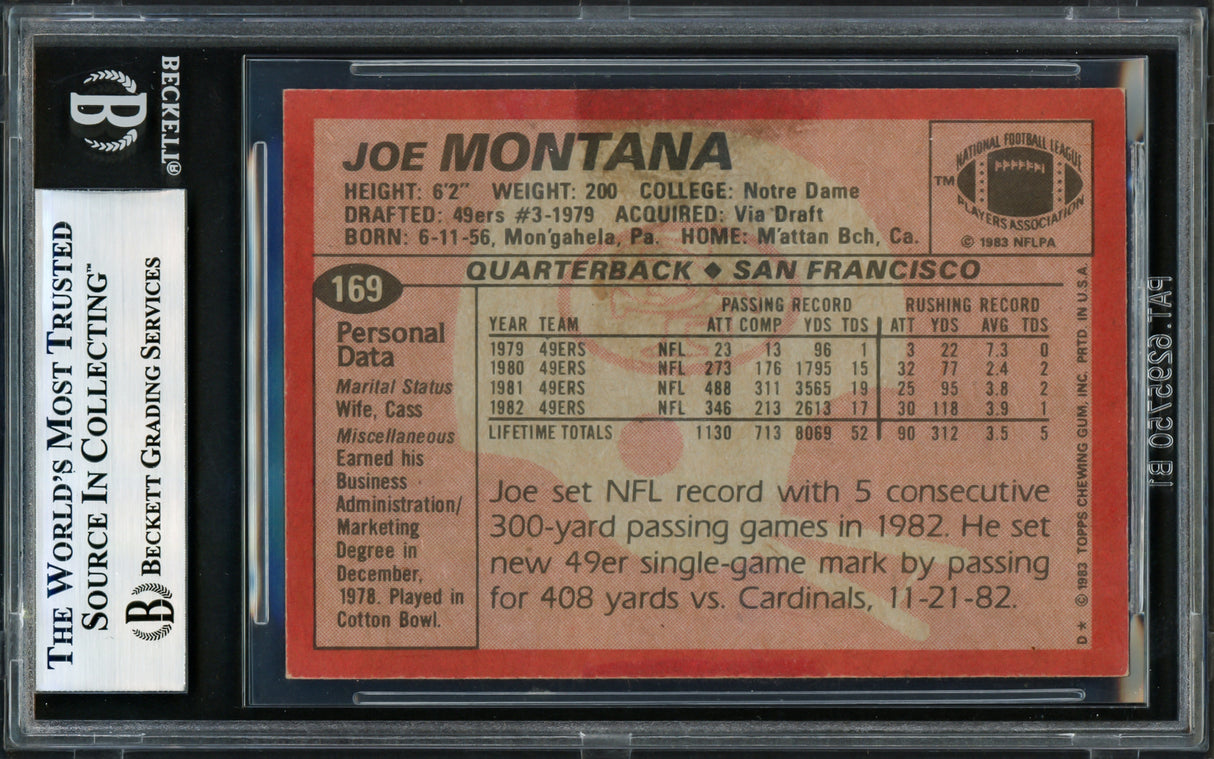 BECKETT®
B
THE WORLD'S MOST TRUSTED
SOURCE IN COLLECTING™
B BECKETT GRADING SERVICES
JOE MONTANA
HEIGHT: 6'2" WEIGHT: 200 COLLEGE: Notre Dame
DRAFTED: 49ers #3-1979 ACQUIRED: Via Draft
BORN: 6-11-56, Mon'gahela, Pa. HOME: M'attan Bch, Ca.
NATIONAL FOOTBALL LEAGUE
TM
PLAYERS ASSOCIATION
© 1983 NFLPA
169
QUARTERBACK ♦ SAN FRANCISCO
Personal
Data
Marital Status
Wife, Cass
Miscellaneous
Earned his
Business
Administration/
Marketing
Degree in
December,
1978. Played in
Cotton Bowl.
PASSING RECORD RUSHING RECORD
YEAR TEAM ATT COMP YDS TDS ATT YDS AVG TDS
1979 49ERS NFL 23 13 96 1 3 22 7.3 0
1980 49ERS NFL 273 176 1795 15 32 77 2.4 2
1981 49ERS NFL 488 311 3565 19 25 95 3.8 2
1982 49ERS NFL 346 213 2613 17 30 118 3.9 1
LIFETIME TOTALS 1130 713 8069 52 90 312 3.5 5
Joe set NFL record with 5 consecutive
300-yard passing games in 1982. He set
new 49er single-game mark by passing
for 408 yards vs. Cardinals, 11-21-82.
D* © 1983 TOPPS CHEWING GUM, INC. PRTD. IN U.S.A.
PAT. 6295750 B1